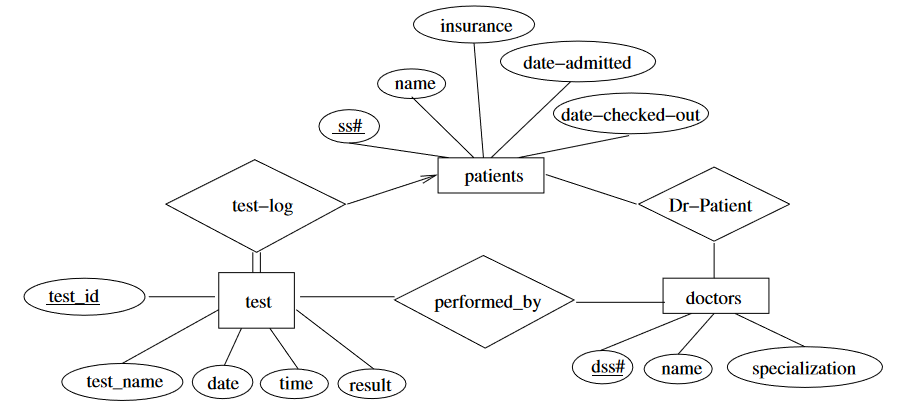 insurance
date-admitted
name
date-checked-out
ss#
patients
test-log
Dr-Patient
test_id
test
performed_by
doctors
test_name
date
time
result
dss#
name
specialization